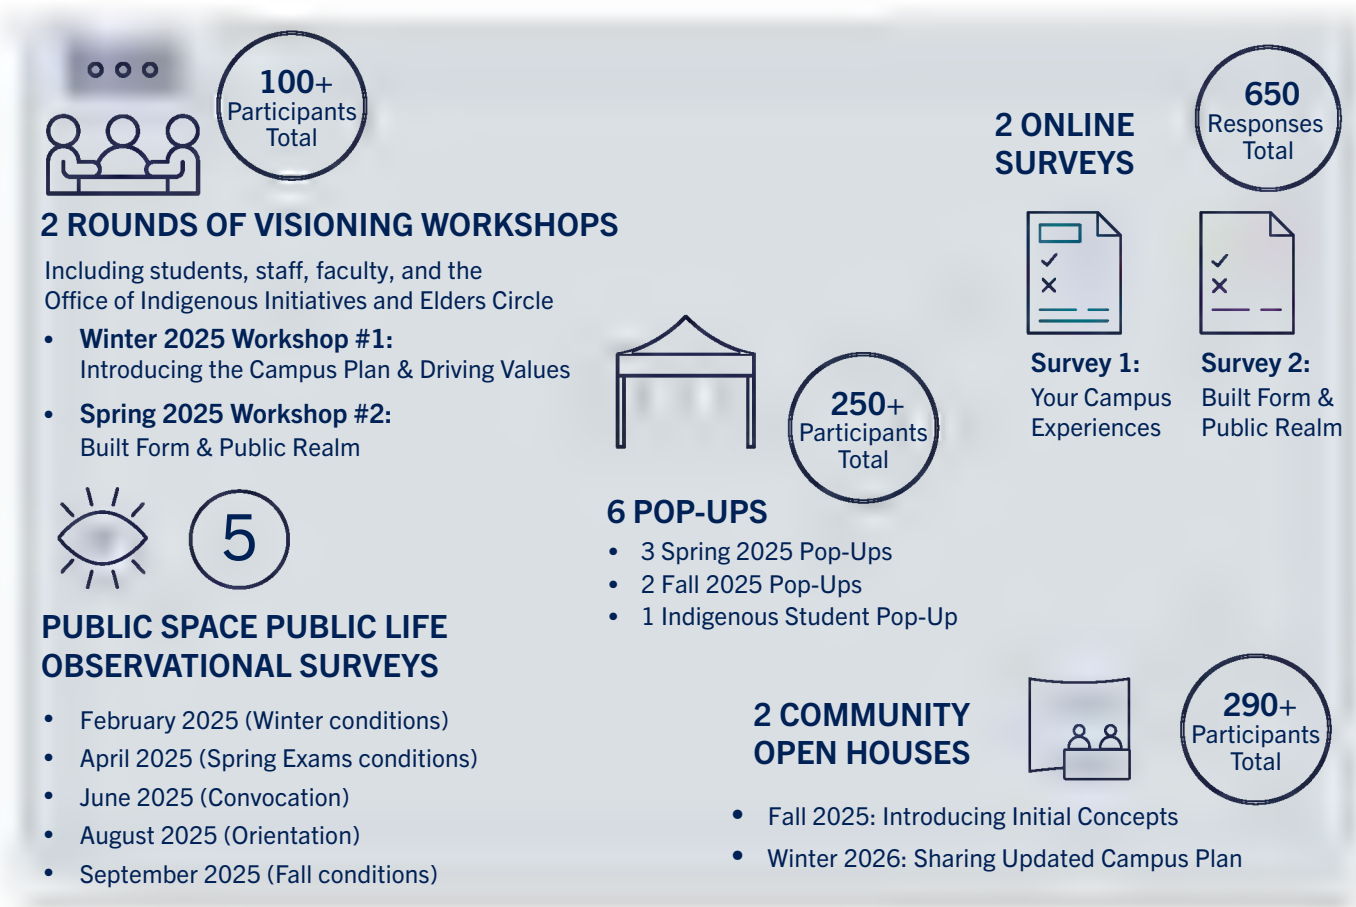 100+
Participants
Total
2 ROUNDS OF VISIONING WORKSHOPS
Including students, staff, faculty, and the
Office of Indigenous Initiatives and Elders Circle
• Winter 2025 Workshop #1:
Introducing the Campus Plan & Driving Values
• Spring 2025 Workshop #2:
Built Form & Public Realm
5
PUBLIC SPACE PUBLIC LIFE
OBSERVATIONAL SURVEYS
• February 2025 (Winter conditions)
• April 2025 (Spring Exams conditions)
• June 2025 (Convocation)
• August 2025 (Orientation)
• September 2025 (Fall conditions)
250+
Participants
Total
6 POP-UPS
• 3 Spring 2025 Pop-Ups
• 2 Fall 2025 Pop-Ups
• 1 Indigenous Student Pop-Up
2 ONLINE
SURVEYS
650
Responses
Total
Survey 1:
Your Campus
Experiences
Survey 2:
Built Form &
Public Realm
2 COMMUNITY
OPEN HOUSES
290+
Participants
Total
• Fall 2025: Introducing Initial Concepts
• Winter 2026: Sharing Updated Campus Plan